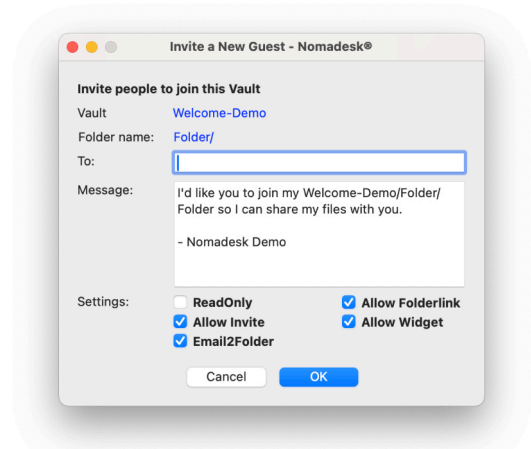 Invite a New Guest - Nomadesk®
Invite people to join this Vault
Vault Welcome-Demo
Folder name: Folder/
To:
Message: I'd like you to join my Welcome-Demo/Folder/
Folder so I can share my files with you.
- Nomadesk Demo
Settings: ReadOnly Allow Folderlink
Allow Invite Allow Widget
Email2Folder
Cancel OK